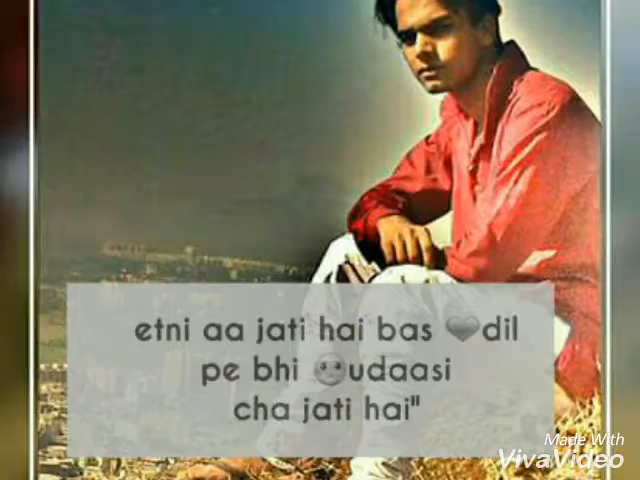 etni aa jati hai bas 🖤dil
pe bhi 🥺udaasi
cha jati hai"
Made With
VivaVideo